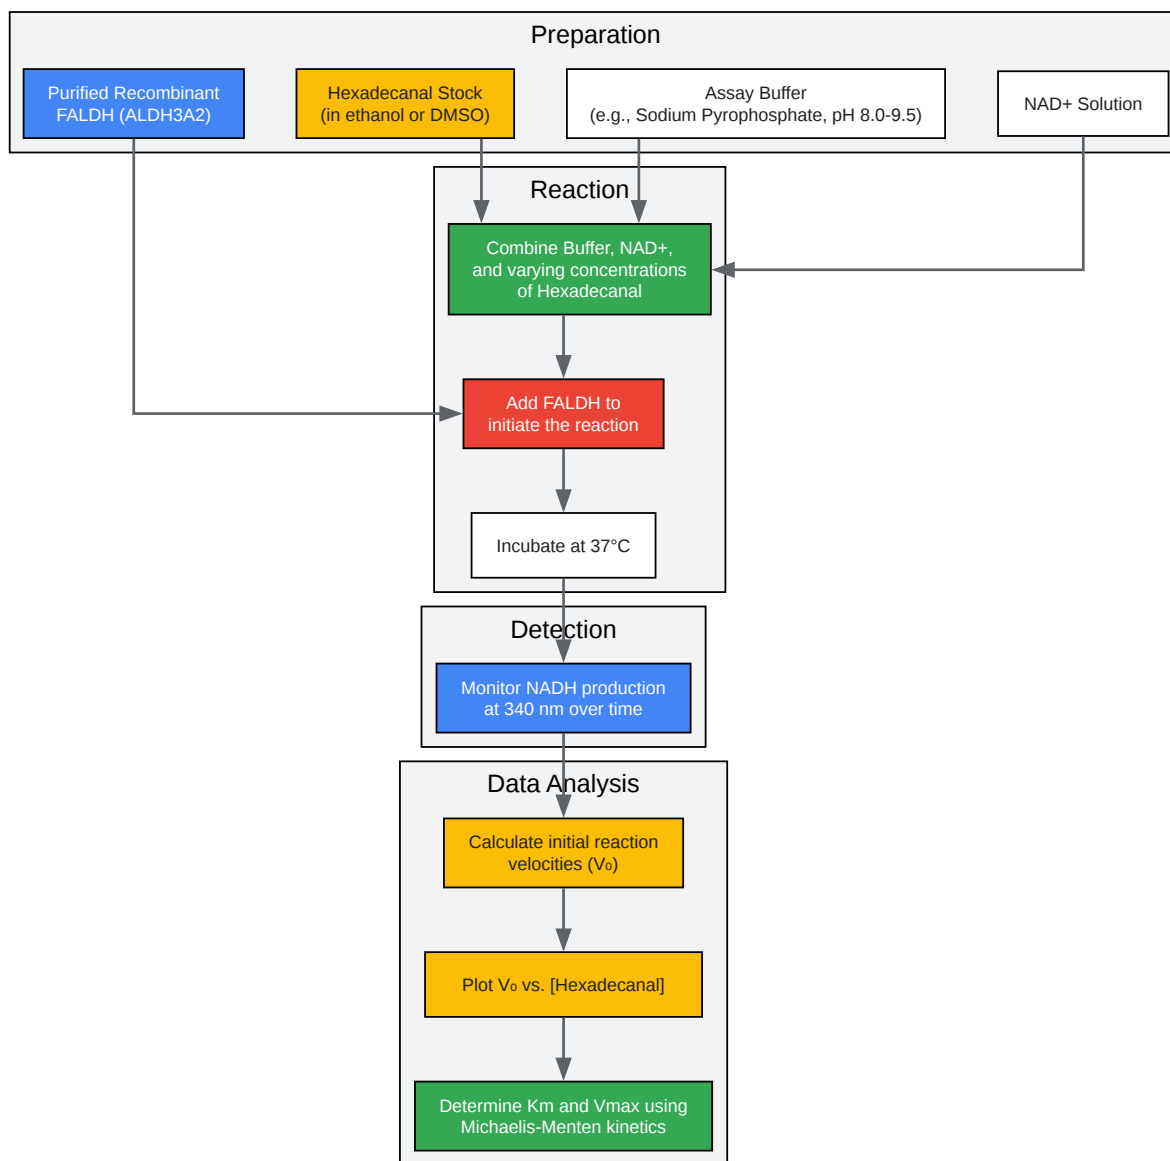 Preparation
Purified Recombinant
FALDH (ALDH3A2)
Hexadecanal Stock
(in ethanol or DMSO)
Assay Buffer
(e.g., Sodium Pyrophosphate, pH 8.0-9.5)
NAD+ Solution
Reaction
Combine Buffer, NAD+,
and varying concentrations
of Hexadecanal
Add FALDH to
initiate the reaction
Incubate at 37°C
Detection
Monitor NADH production
at 340 nm over time
Data Analysis
Calculate initial reaction
velocities (V₀)
Plot V₀ vs. [Hexadecanal]
Determine Km and Vmax using
Michaelis-Menten kinetics